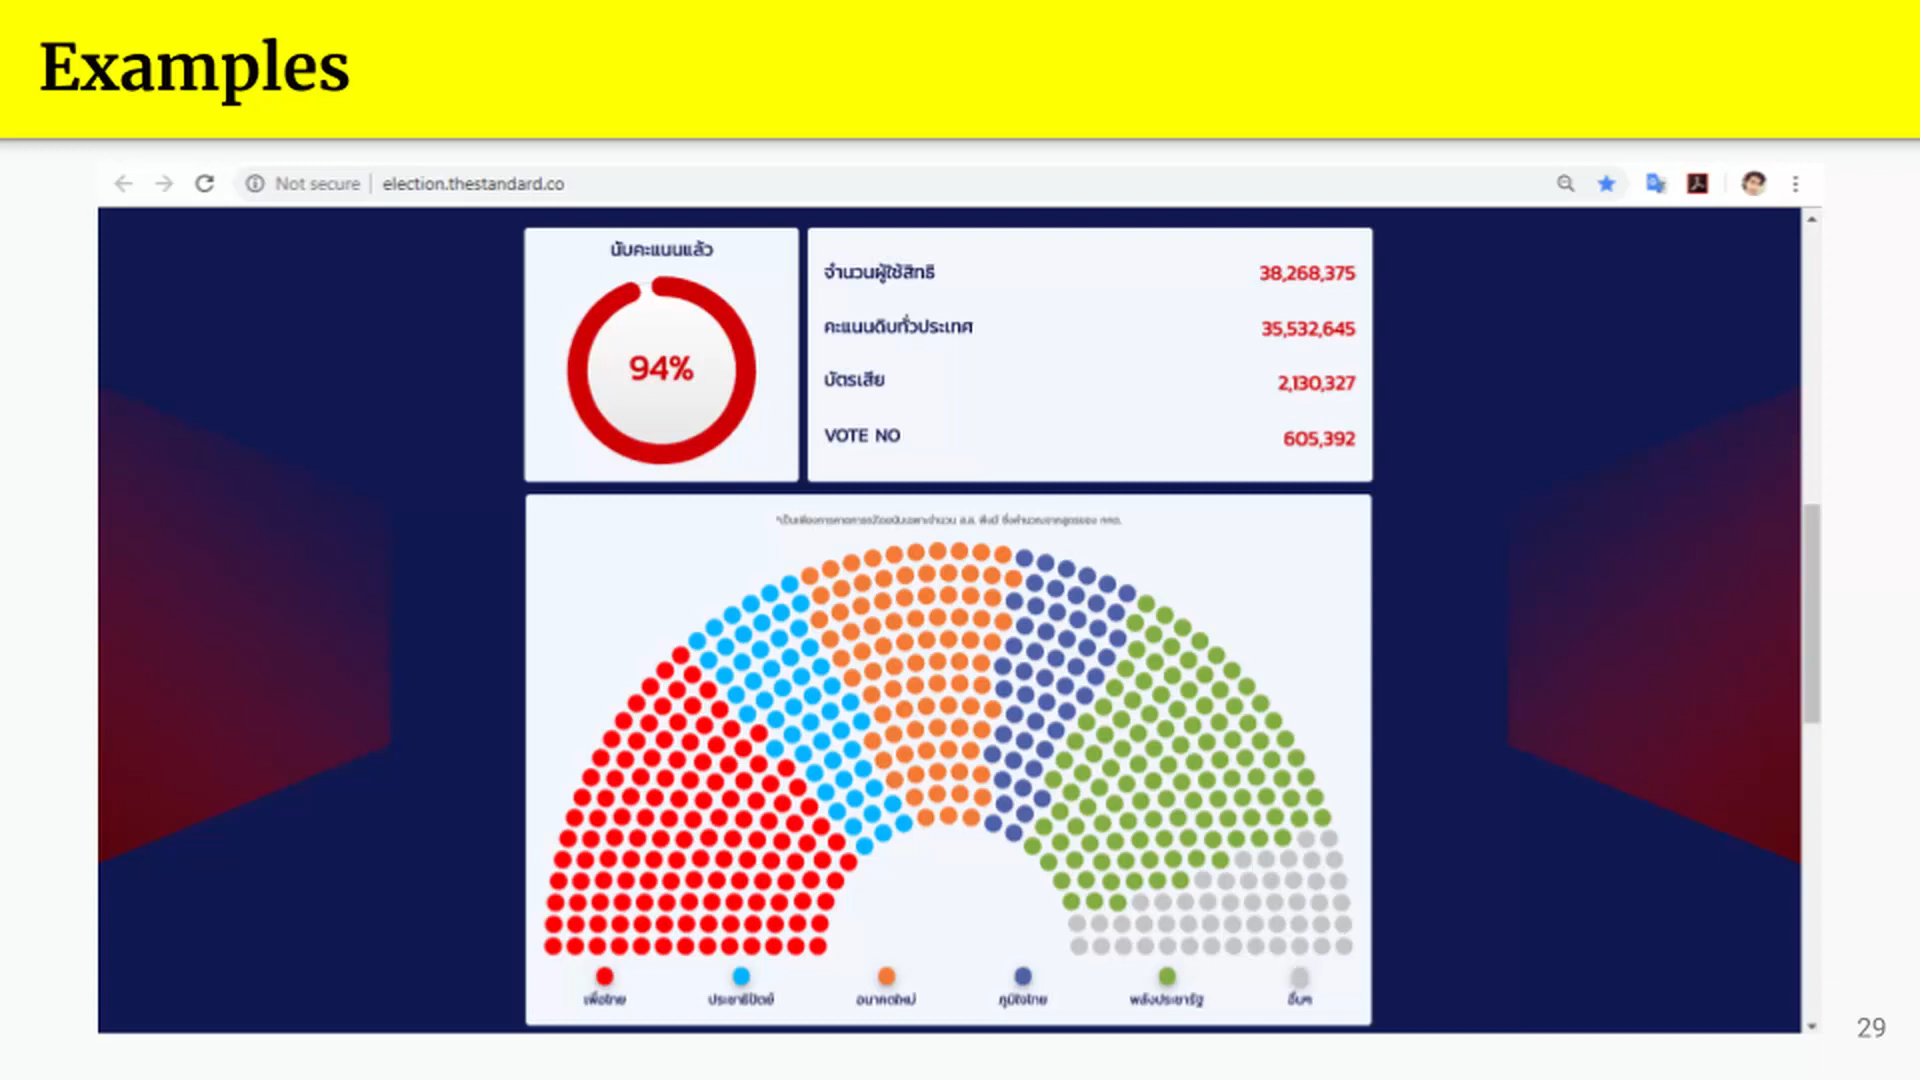 Examples
Not secure | election.thestandard.co
นับคะแนนแล้ว
94%
จำนวนผู้ใช้สิทธิ 38,268,375
คะแนนดิบทั่วประเทศ 35,532,645
บัตรเสีย 2,130,327
VOTE NO 605,392
เพื่อไทย ประชาธิปัตย์ อนาคตใหม่ ภูมิใจไทย พลังประชารัฐ อื่นๆ
29